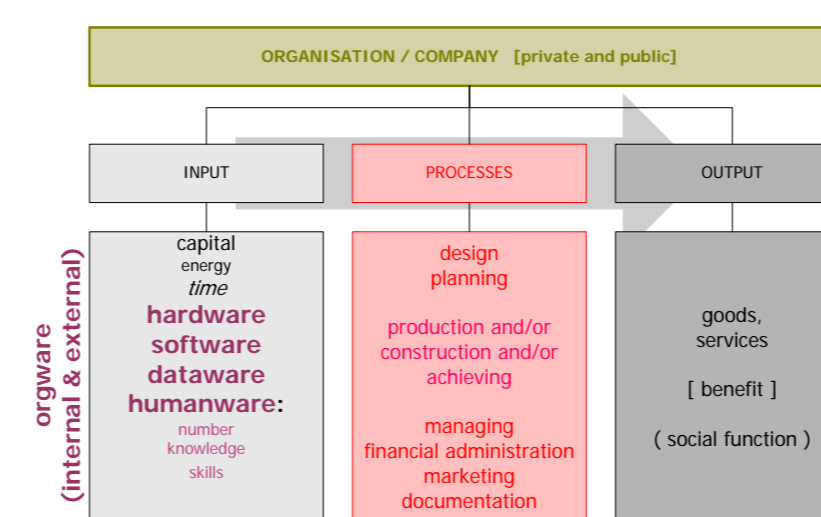 ORGANISATION / COMPANY [private and public]
INPUT
PROCESSES
OUTPUT
orgware
(internal & external)
capital
energy
time
hardware
software
dataware
humanware:
number
knowledge
skills
design
planning
production and/or
construction and/or
achieving
managing
financial administration
marketing
documentation
goods,
services
[ benefit ]
( social function )